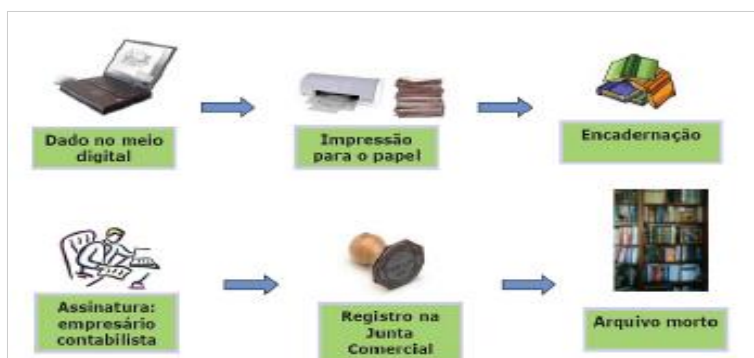 Dado no meio
digital
Impressão
para o papel
Encadernação
Assinatura:
empresário
contabilista
Registro na
Junta
Comercial
Arquivo morto